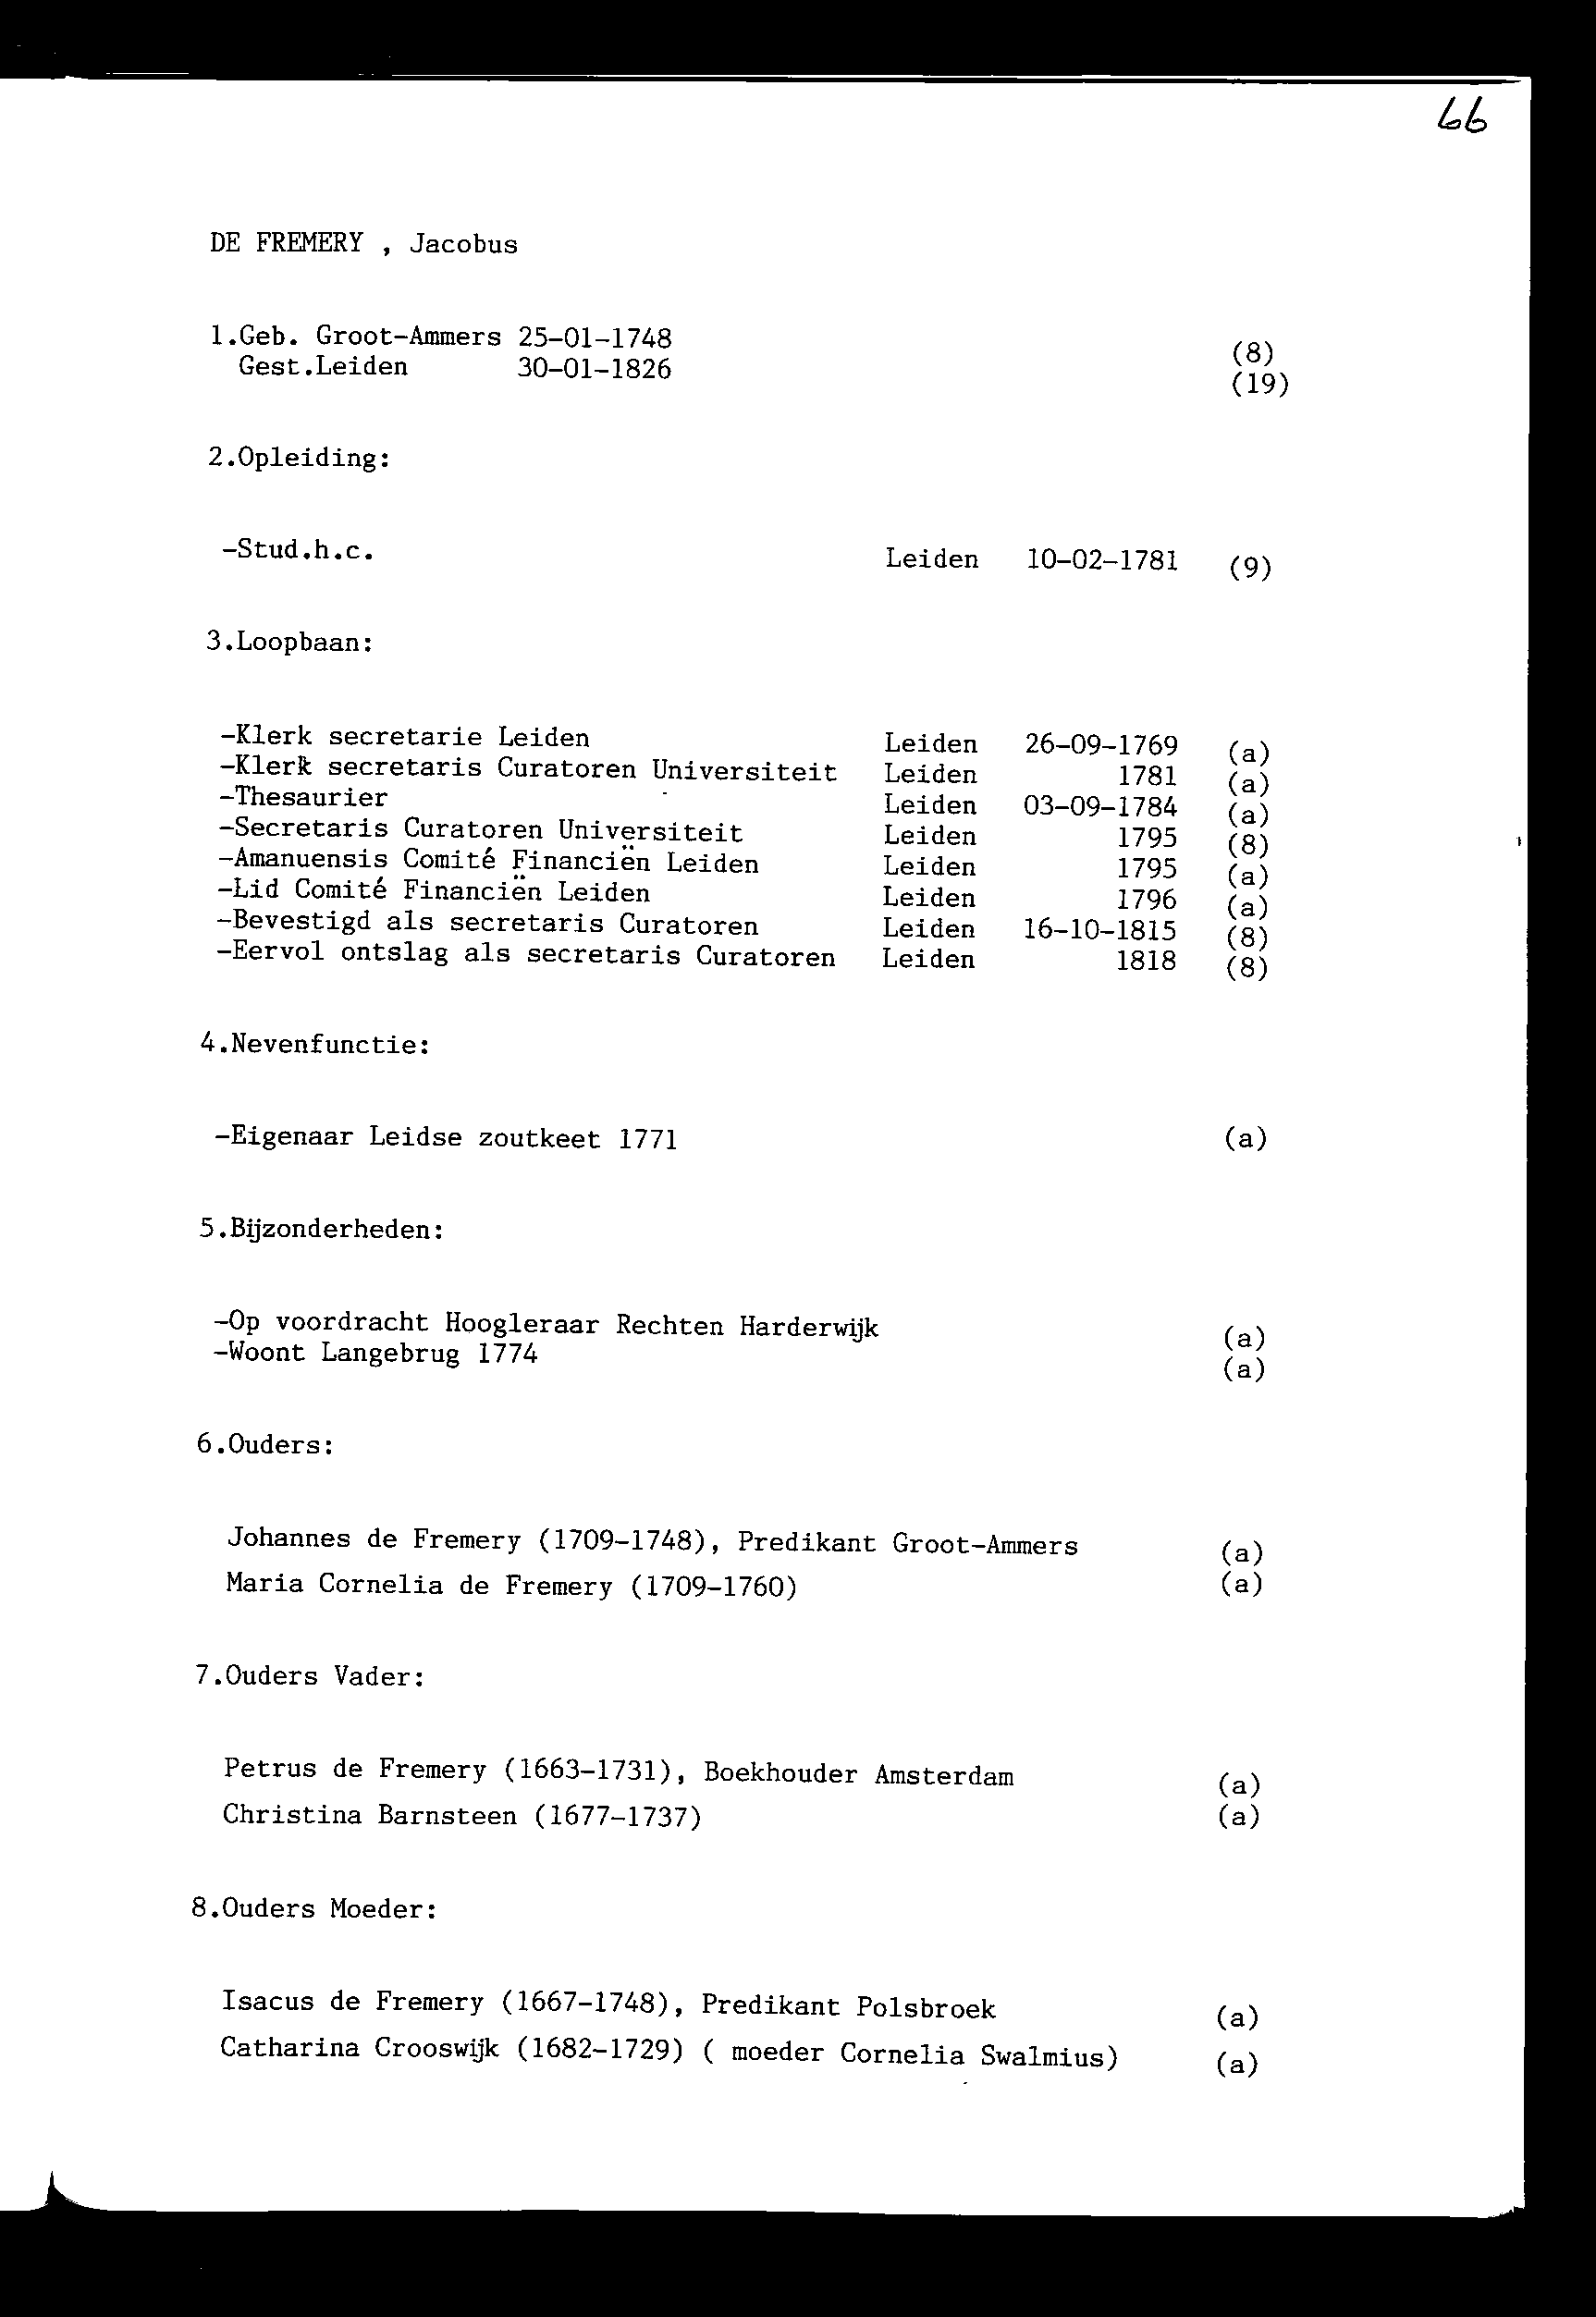 66
DE FREMERY , Jacobus
1.Geb. Groot-Ammers 25-01-1748 (8)
Gest.Leiden 30-01-1826 (19)
2.Opleiding:
-Stud.h.c. Leiden 10-02-1781 (9)
3.Loopbaan:
-Klerk secretarie Leiden Leiden 26-09-1769 (a)
-Klerk secretaris Curatoren Universiteit Leiden 1781 (a)
-Thesaurier Leiden 03-09-1784 (a)
-Secretaris Curatoren Universiteit Leiden 1795 (8)
-Amanuensis Comité Financiën Leiden Leiden 1795 (a)
-Lid Comité Financiën Leiden Leiden 1796 (a)
-Bevestigd als secretaris Curatoren Leiden 16-10-1815 (8)
-Eervol ontslag als secretaris Curatoren Leiden 1818 (8)
4.Nevenfunctie:
-Eigenaar Leidse zoutkeet 1771 (a)
5.Bijzonderheden:
-Op voordracht Hoogleraar Rechten Harderwijk (a)
-Woont Langebrug 1774 (a)
6.Ouders:
Johannes de Fremery (1709-1748), Predikant Groot-Ammers (a)
Maria Cornelia de Fremery (1709-1760) (a)
7.Ouders Vader:
Petrus de Fremery (1663-1731), Boekhouder Amsterdam (a)
Christina Barnsteen (1677-1737) (a)
8.Ouders Moeder:
Isacus de Fremery (1667-1748), Predikant Polsbroek (a)
Catharina Crooswijk (1682-1729) ( moeder Cornelia Swalmius) (a)